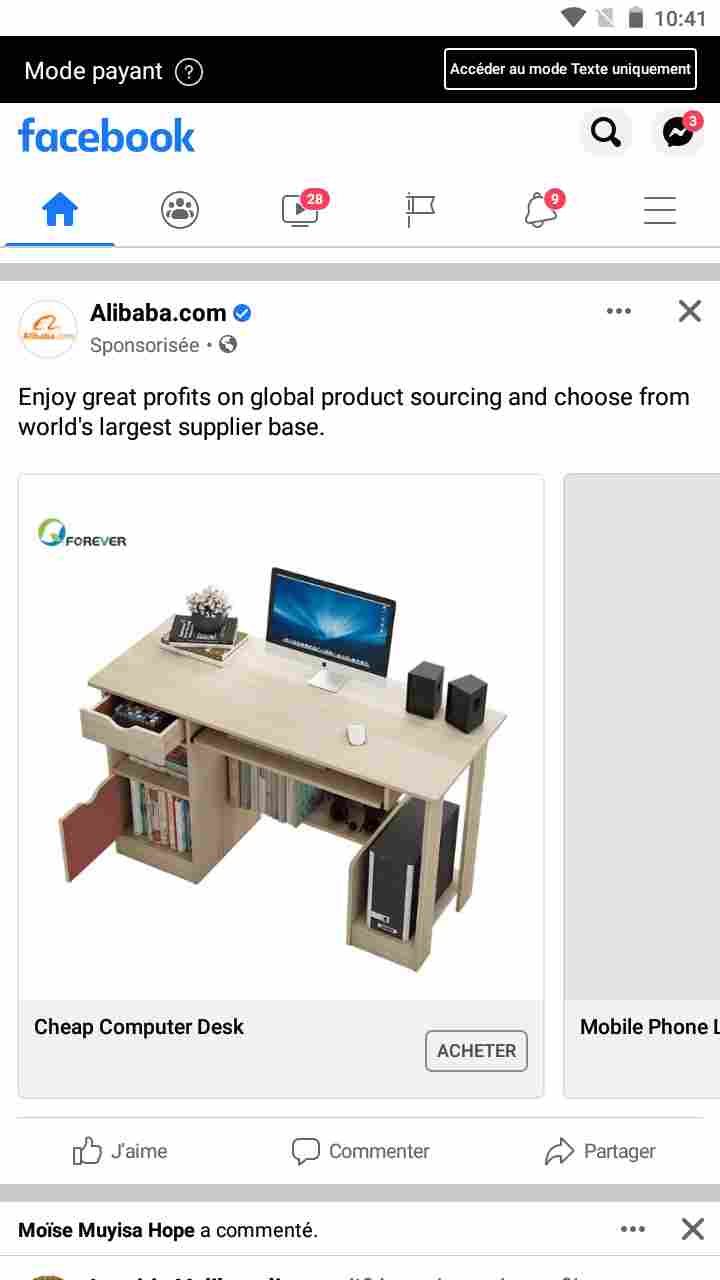 10:41
Mode payant ?
Accéder au mode Texte uniquement
facebook
3
28
9
Alibaba.com
Sponsorisée •
Enjoy great profits on global product sourcing and choose from
world's largest supplier base.
FOREVER
Cheap Computer Desk
ACHETER
Mobile Phone
J'aime
Commenter
Partager
Moïse Muyisa Hope a commenté.